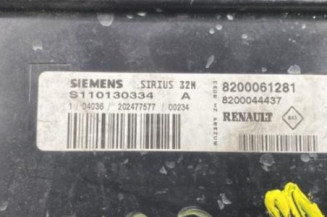 SIEMENS SIRIUS 32N 8200061281
S110130334 A 8200044437
1 04036 / 202477577 / 00234 RENAULT